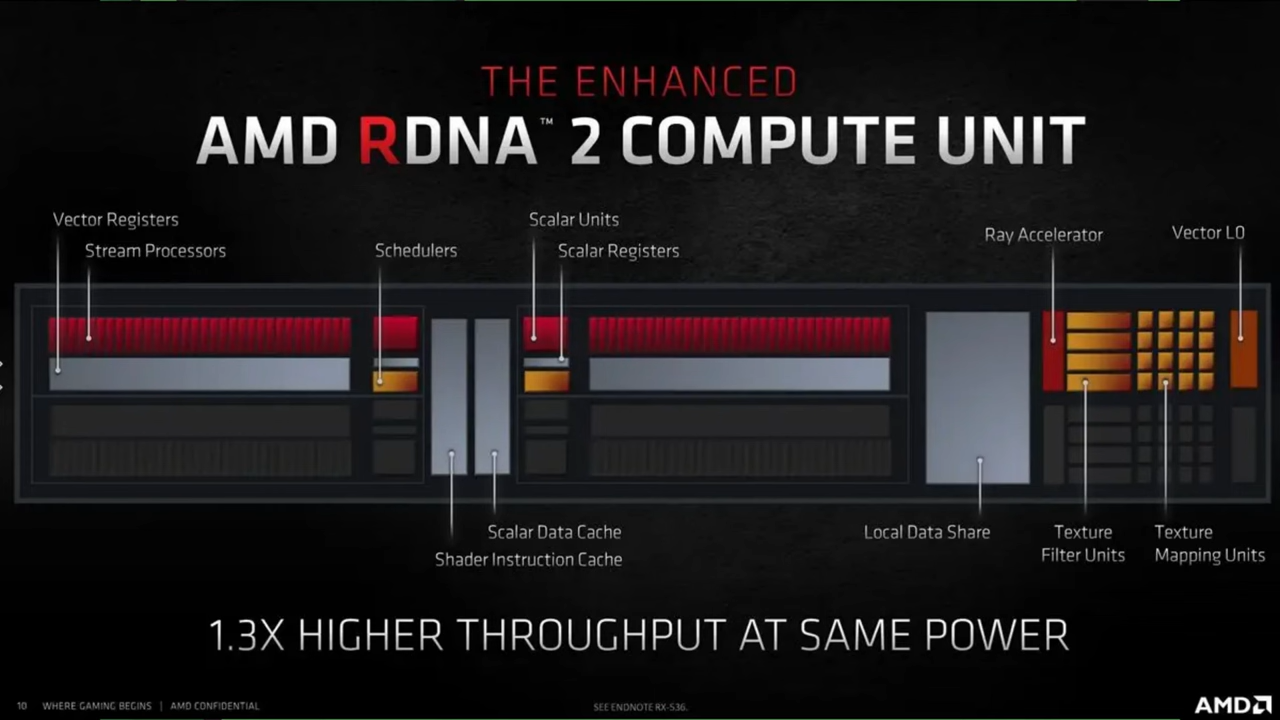 THE ENHANCED
AMD RDNA™ 2 COMPUTE UNIT
Vector Registers
Stream Processors
Schedulers
Scalar Units
Scalar Registers
Ray Accelerator
Vector L0
Scalar Data Cache
Shader Instruction Cache
Local Data Share
Texture
Filter Units
Texture
Mapping Units
1.3X HIGHER THROUGHPUT AT SAME POWER
10 WHERE GAMING BEGINS | AMD CONFIDENTIAL
SEE ENDNOTE RX-536.
AMD